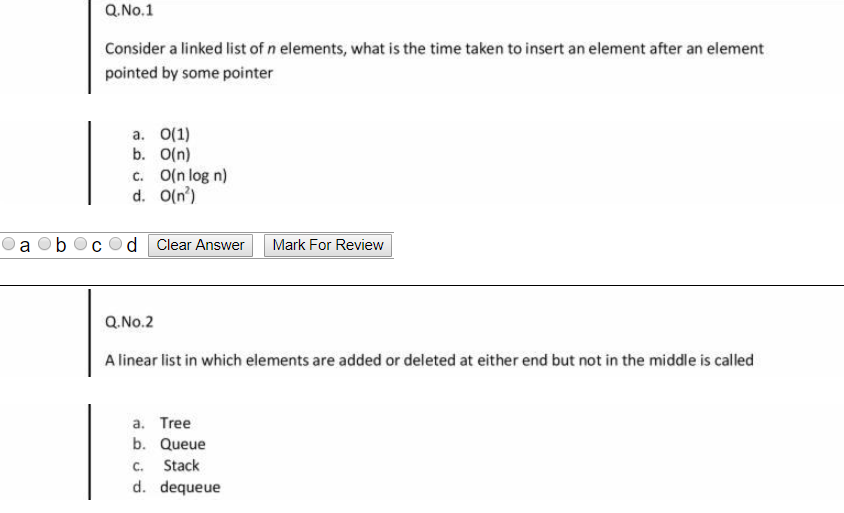 Q.No.1
Consider a linked list of n elements, what is the time taken to insert an element after an element
pointed by some pointer
a. O(1)
b. O(n)
c. O(n log n)
d. O(n²)
a b c d Clear Answer Mark For Review
Q.No.2
A linear list in which elements are added or deleted at either end but not in the middle is called
a. Tree
b. Queue
c. Stack
d. dequeue